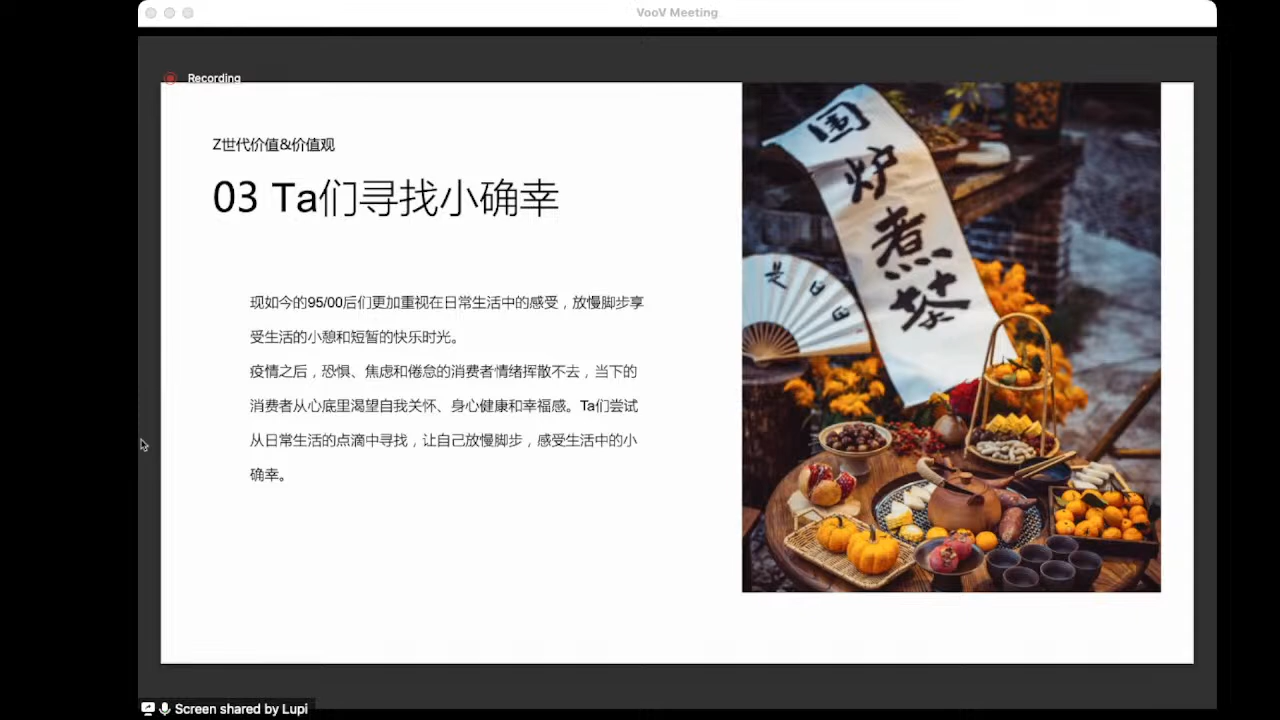 VooV Meeting
Recording
Z世代价值&价值观
03 Ta们寻找小确幸
现如今的95/00后们更加重视在日常生活中的感受，放慢脚步享
受生活的小憩和短暂的快乐时光。
疫情之后，恐惧、焦虑和倦怠的消费者情绪挥散不去，当下的
消费者从心底里渴望自我关怀、身心健康和幸福感。Ta们尝试
从日常生活的点滴中寻找，让自己放慢脚步，感受生活中的小
确幸。
围炉煮茶
是
Screen shared by Lupi